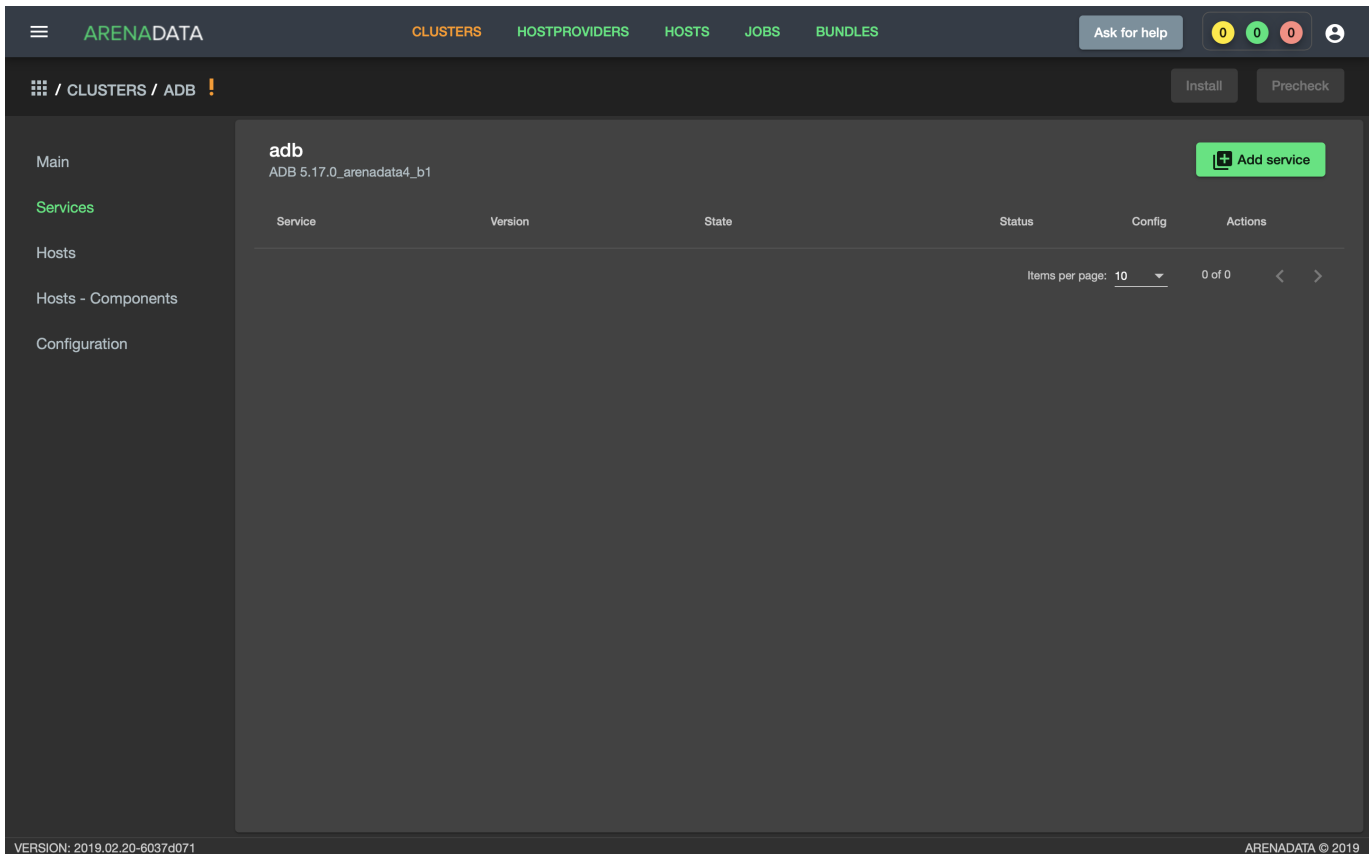 ARENADATA CLUSTERS HOSTPROVIDERS HOSTS JOBS BUNDLES Ask for help 0 0 0
/ CLUSTERS / ADB ! Install Precheck
Main
Services
Hosts
Hosts - Components
Configuration
adb
ADB 5.17.0_arenadata4_b1
Add service
Service Version State Status Config Actions
Items per page: 10 0 of 0
VERSION: 2019.02.20-6037d071 ARENADATA © 2019